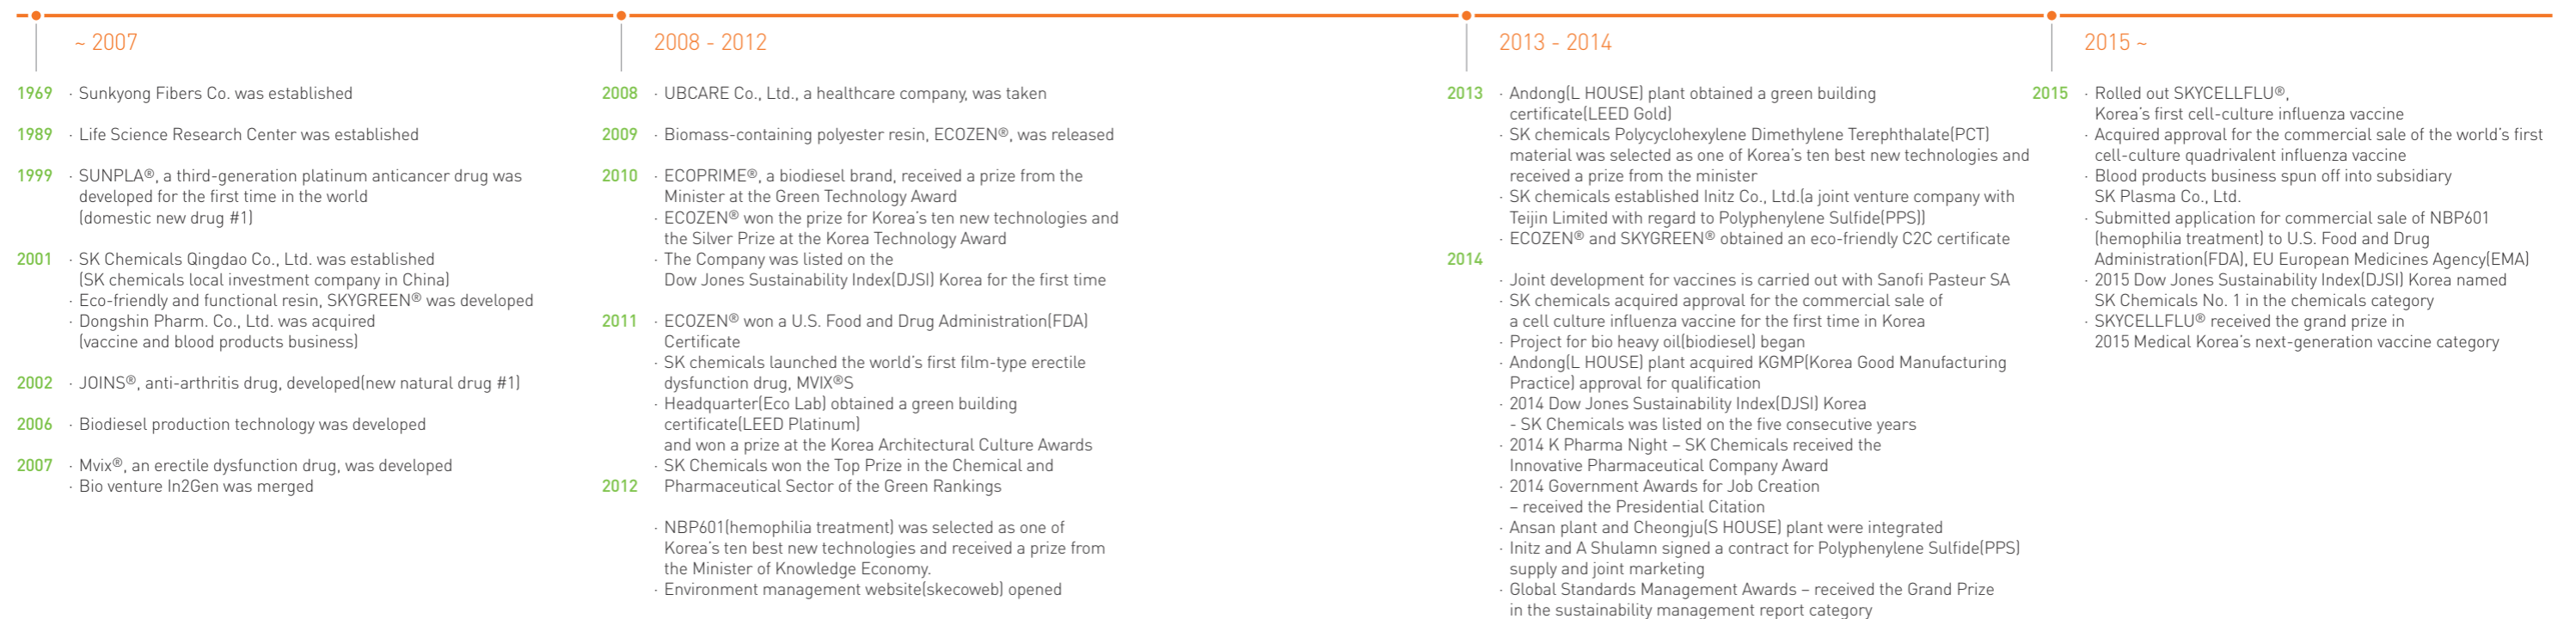 ~ 2007
1969 · Sunkyong Fibers Co. was established
1989 · Life Science Research Center was established
1999 · SUNPLA®, a third-generation platinum anticancer drug was
developed for the first time in the world
(domestic new drug #1)
2001 · SK Chemicals Qingdao Co., Ltd. was established
(SK chemicals local investment company in China)
· Eco-friendly and functional resin, SKYGREEN® was developed
· Dongshin Pharm. Co., Ltd. was acquired
(vaccine and blood products business)
2002 · JOINS®, anti-arthritis drug, developed(new natural drug #1)
2006 · Biodiesel production technology was developed
2007 · Mvix®, an erectile dysfunction drug, was developed
· Bio venture In2Gen was merged
2008 - 2012
2008 · UBCARE Co., Ltd., a healthcare company, was taken
2009 · Biomass-containing polyester resin, ECOZEN®, was released
2010 · ECOPRIME®, a biodiesel brand, received a prize from the
Minister at the Green Technology Award
· ECOZEN® won the prize for Korea's ten new technologies and
the Silver Prize at the Korea Technology Award
· The Company was listed on the
Dow Jones Sustainability Index(DJSI) Korea for the first time
2011 · ECOZEN® won a U.S. Food and Drug Administration(FDA)
Certificate
· SK chemicals launched the world's first film-type erectile
dysfunction drug, MVIX®S
· Headquarter(Eco Lab) obtained a green building
certificate(LEED Platinum)
and won a prize at the Korea Architectural Culture Awards
· SK Chemicals won the Top Prize in the Chemical and
2012 Pharmaceutical Sector of the Green Rankings
· NBP601(hemophilia treatment) was selected as one of
Korea's ten best new technologies and received a prize from
the Minister of Knowledge Economy.
· Environment management website(skecoweb) opened
2013 - 2014
2013 · Andong(L HOUSE) plant obtained a green building
certificate(LEED Gold)
· SK chemicals Polycyclohexylene Dimethylene Terephthalate(PCT)
material was selected as one of Korea's ten best new technologies and
received a prize from the minister
· SK chemicals established Initz Co., Ltd.(a joint venture company with
Teijin Limited with regard to Polyphenylene Sulfide(PPS))
· ECOZEN® and SKYGREEN® obtained an eco-friendly C2C certificate
2014
· Joint development for vaccines is carried out with Sanofi Pasteur SA
· SK chemicals acquired approval for the commercial sale of
a cell culture influenza vaccine for the first time in Korea
· Project for bio heavy oil(biodiesel) began
· Andong(L HOUSE) plant acquired KGMP(Korea Good Manufacturing
Practice) approval for qualification
· 2014 Dow Jones Sustainability Index(DJSI) Korea
- SK Chemicals was listed on the five consecutive years
· 2014 K Pharma Night – SK Chemicals received the
Innovative Pharmaceutical Company Award
· 2014 Government Awards for Job Creation
– received the Presidential Citation
· Ansan plant and Cheongju(S HOUSE) plant were integrated
· Initz and A Shulamn signed a contract for Polyphenylene Sulfide(PPS)
supply and joint marketing
· Global Standards Management Awards – received the Grand Prize
in the sustainability management report category
2015 ~
2015 · Rolled out SKYCELLFLU®,
Korea's first cell-culture influenza vaccine
· Acquired approval for the commercial sale of the world's first
cell-culture quadrivalent influenza vaccine
· Blood products business spun off into subsidiary
SK Plasma Co., Ltd.
· Submitted application for commercial sale of NBP601
(hemophilia treatment) to U.S. Food and Drug
Administration(FDA), EU European Medicines Agency(EMA)
· 2015 Dow Jones Sustainability Index(DJSI) Korea named
SK Chemicals No. 1 in the chemicals category
· SKYCELLFLU® received the grand prize in
2015 Medical Korea's next-generation vaccine category